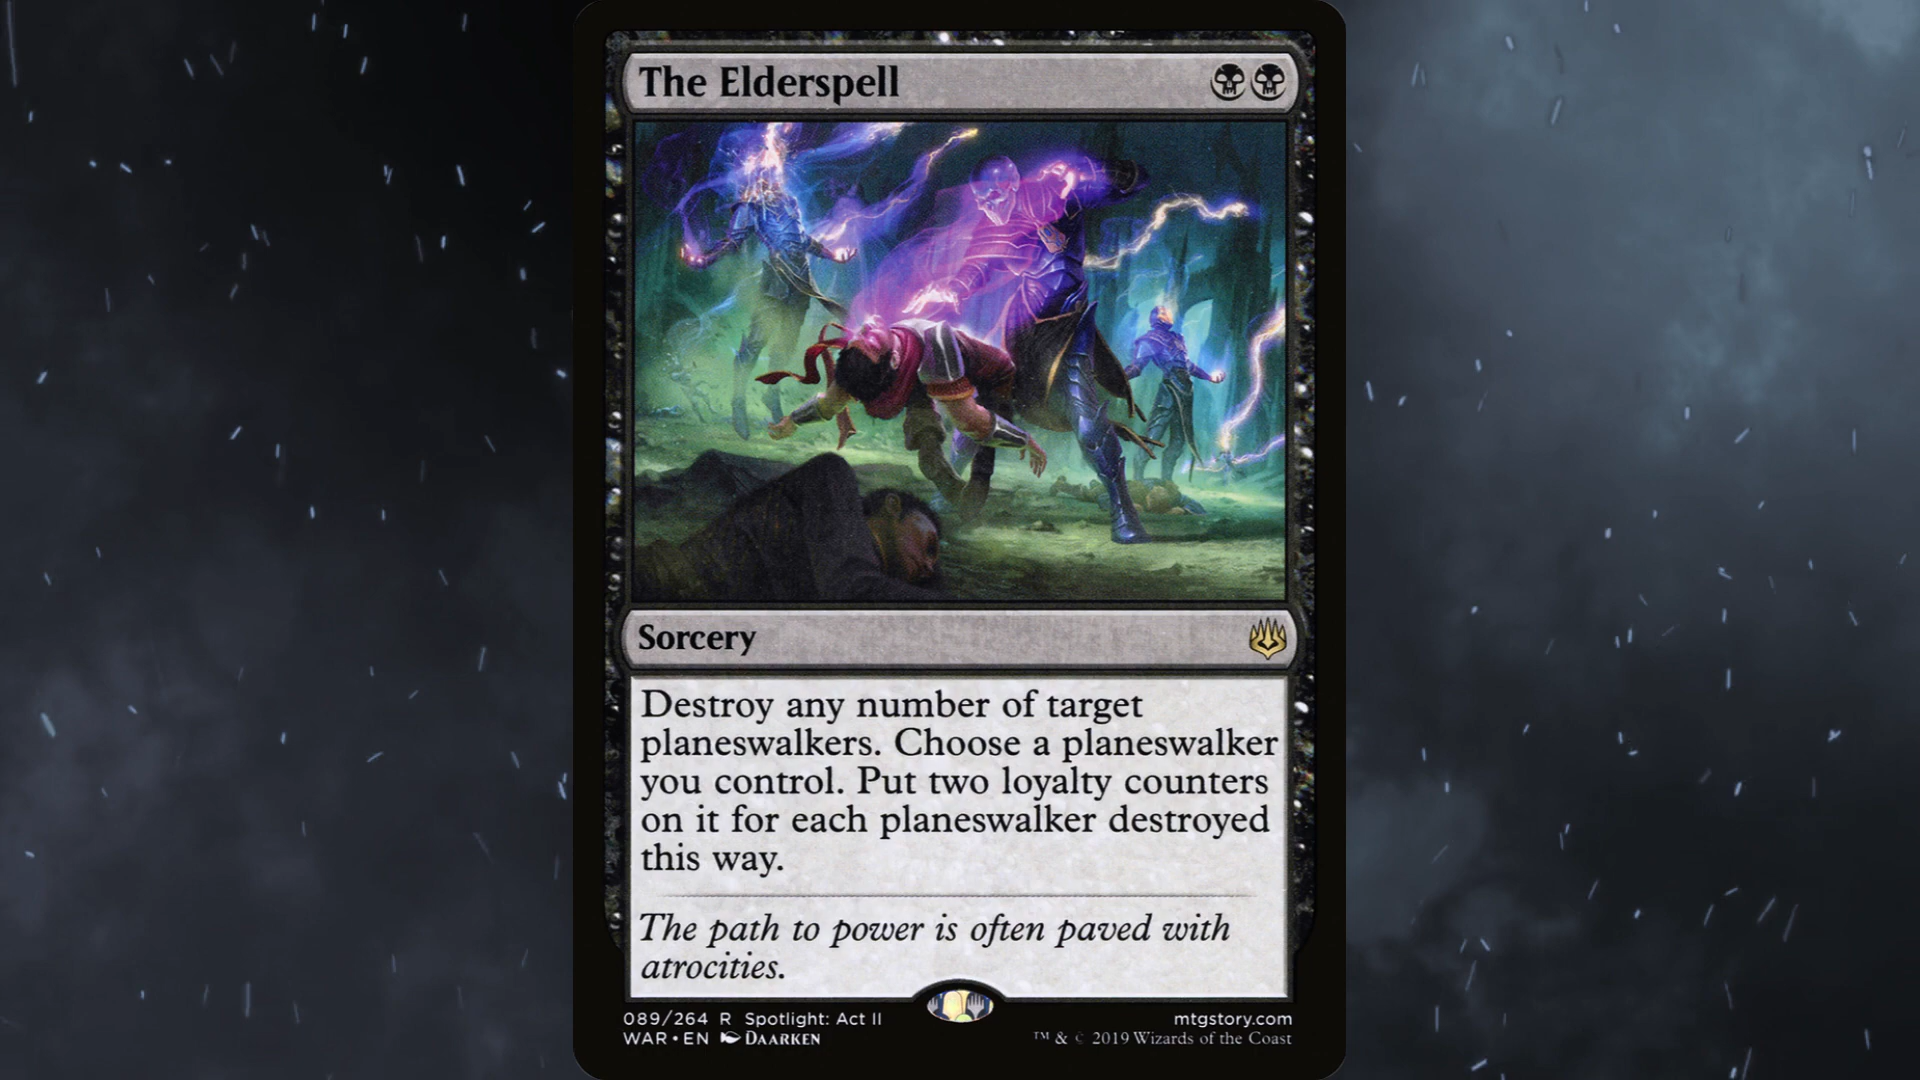 The Elderspell
Sorcery
Destroy any number of target
planeswalkers. Choose a planeswalker
you control. Put two loyalty counters
on it for each planeswalker destroyed
this way.
The path to power is often paved with
atrocities.
089/264 R Spotlight: Act II
mtgstory.com
WAR • EN DAARKEN
™ & © 2019 Wizards of the Coast